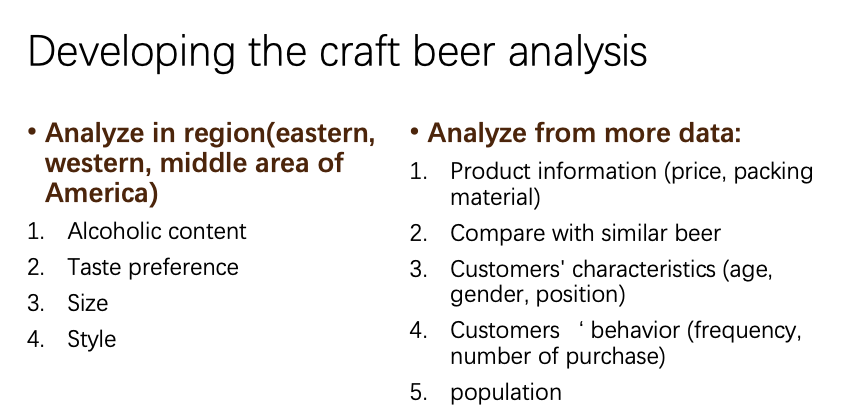 Developing the craft beer analysis
• Analyze in region(eastern,
western, middle area of
America)
1. Alcoholic content
2. Taste preference
3. Size
4. Style
• Analyze from more data:
1. Product information (price, packing
material)
2. Compare with similar beer
3. Customers' characteristics (age,
gender, position)
4. Customers ‘ behavior (frequency,
number of purchase)
5. population